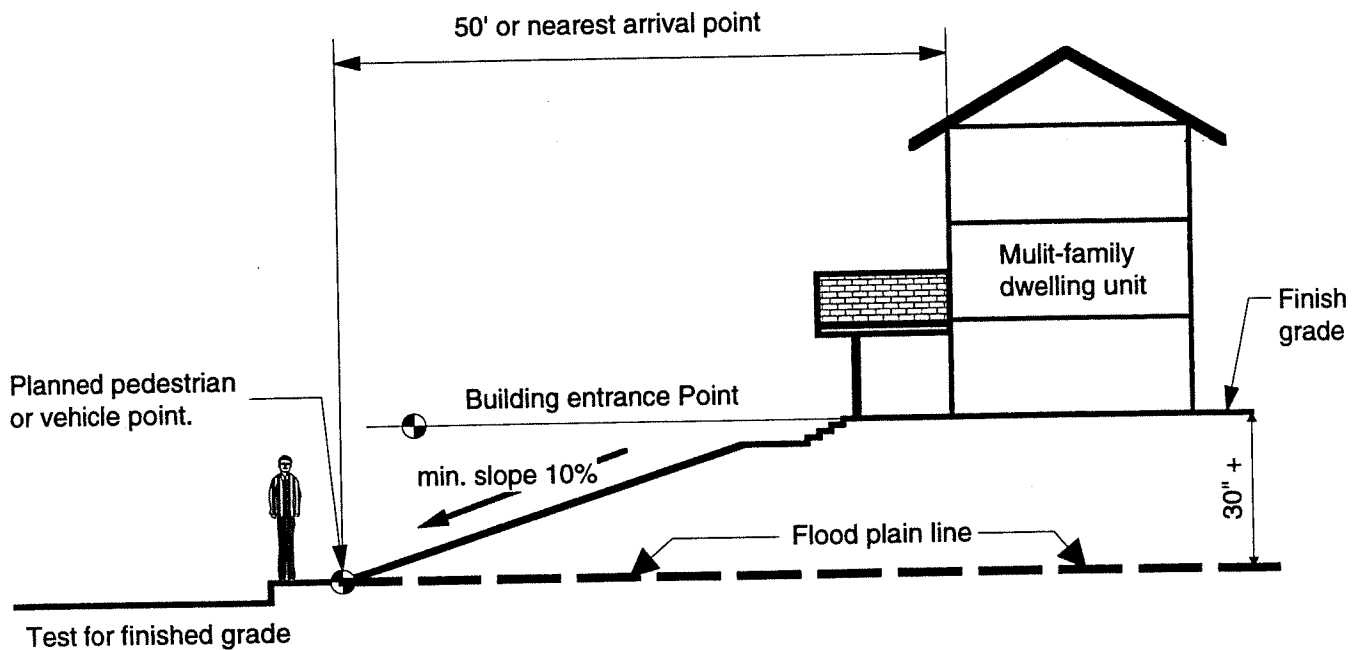 50' or nearest arrival point
Mulit-family
dwelling unit
Finish
grade
Planned pedestrian
or vehicle point.
Building entrance Point
min. slope 10%
30" +
Flood plain line
Test for finished grade